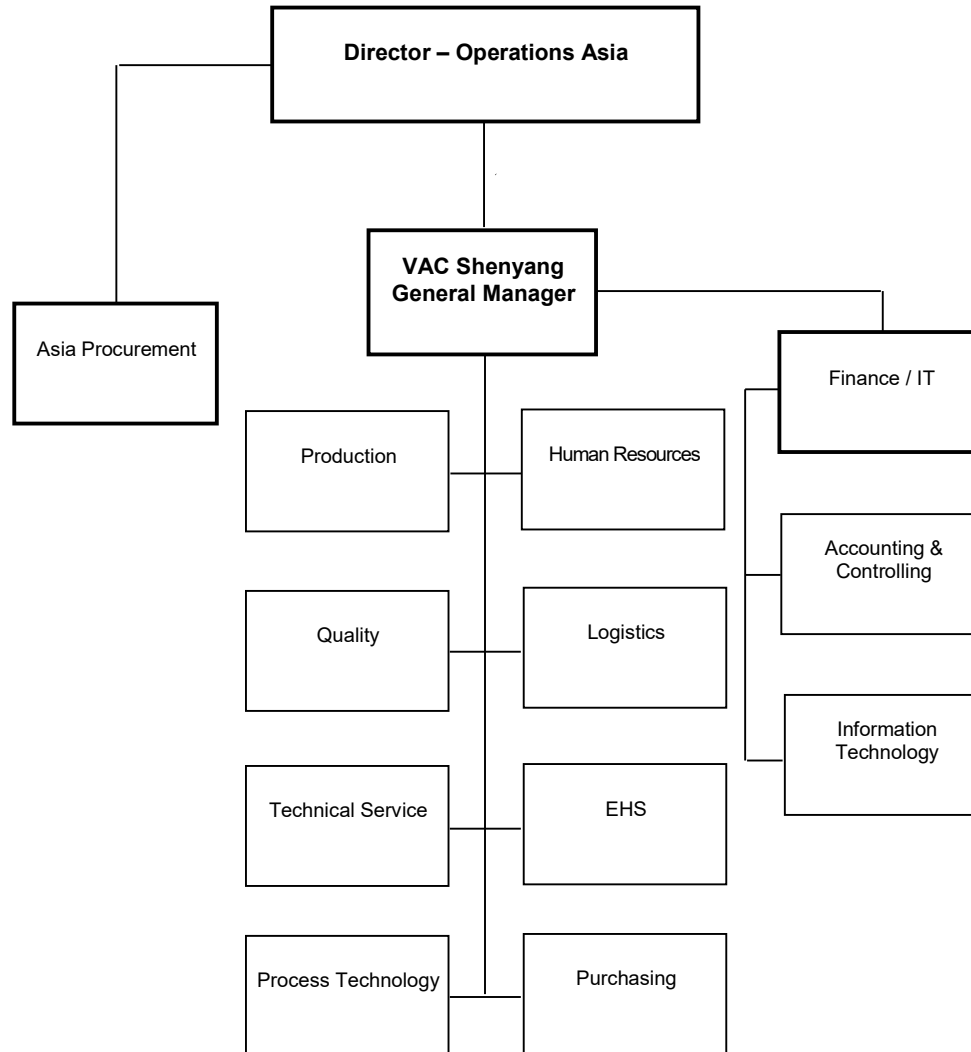 Director – Operations Asia
VAC Shenyang
General Manager
Asia Procurement
Finance / IT
Production
Human Resources
Accounting &
Controlling
Quality
Logistics
Information
Technology
Technical Service
EHS
Process Technology
Purchasing